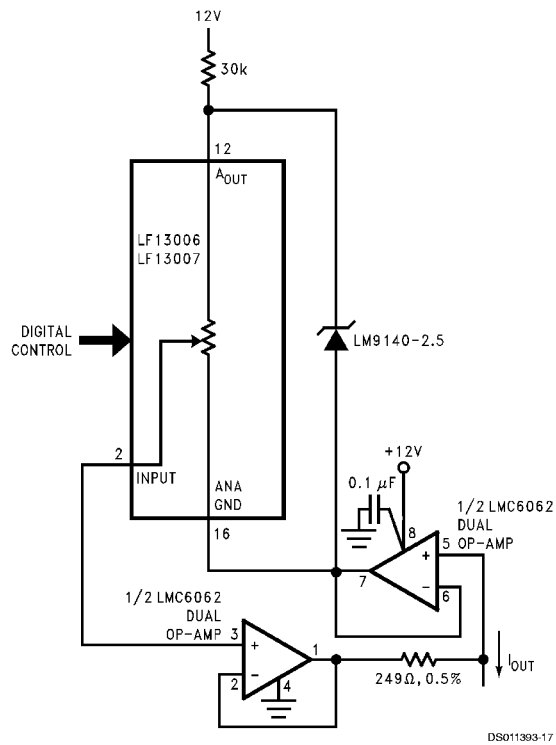 12V
30k
12
A_OUT
LF13006
LF13007
DIGITAL
CONTROL
LM9140-2.5
2
INPUT
ANA
GND
16
+12V
0.1 µF
8
1/2 LMC6062
DUAL
OP-AMP
5
+
7
-
6
1/2 LMC6062
DUAL
OP-AMP
3
+
1
2
-
4
249Ω, 0.5%
I_OUT
DS011393-17